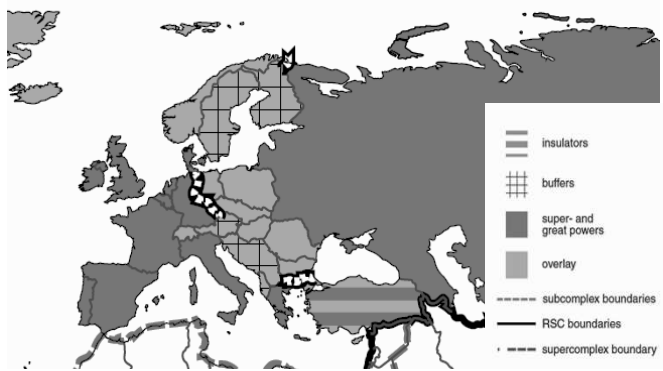 insulators
buffers
super- and
great powers
overlay
subcomplex boundaries
RSC boundaries
supercomplex boundary